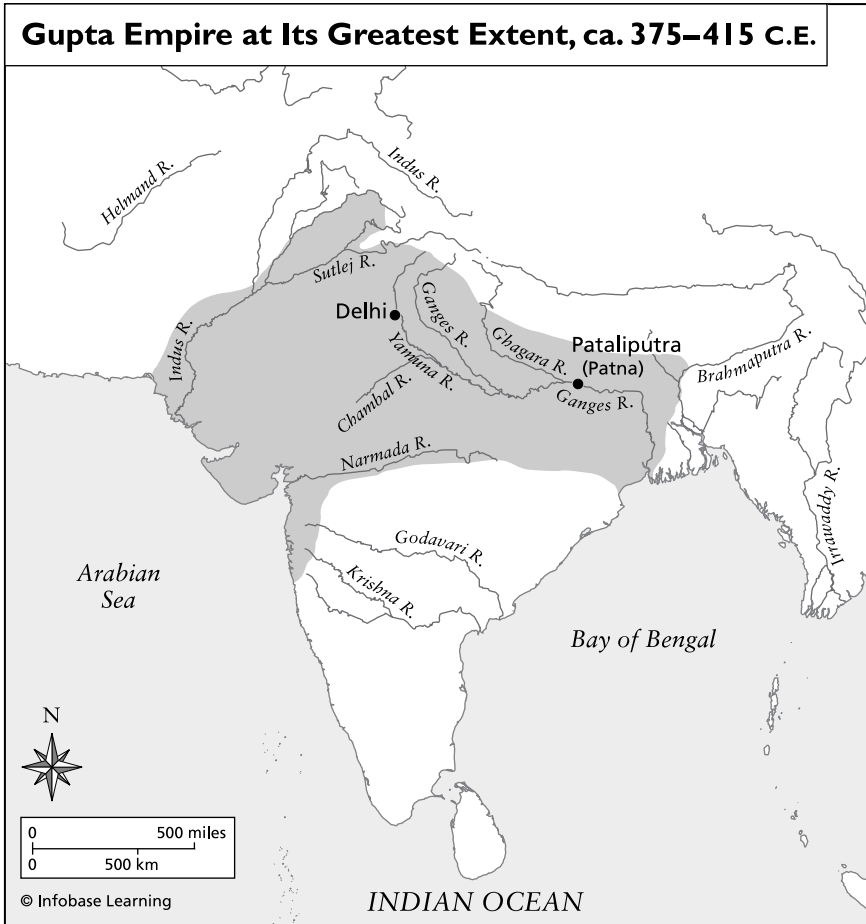 Gupta Empire at Its Greatest Extent, ca. 375–415 C.E.
Helmand R.
Indus R.
Sutlej R.
Indus R.
Delhi
Ganges R.
Yamuna R.
Chambal R.
Ghagara R.
Pataliputra
(Patna)
Ganges R.
Brahmaputra R.
Narmada R.
Irrawaddy R.
Godavari R.
Krishna R.
Arabian
Sea
Bay of Bengal
N
0 500 miles
0 500 km
© Infobase Learning
INDIAN OCEAN